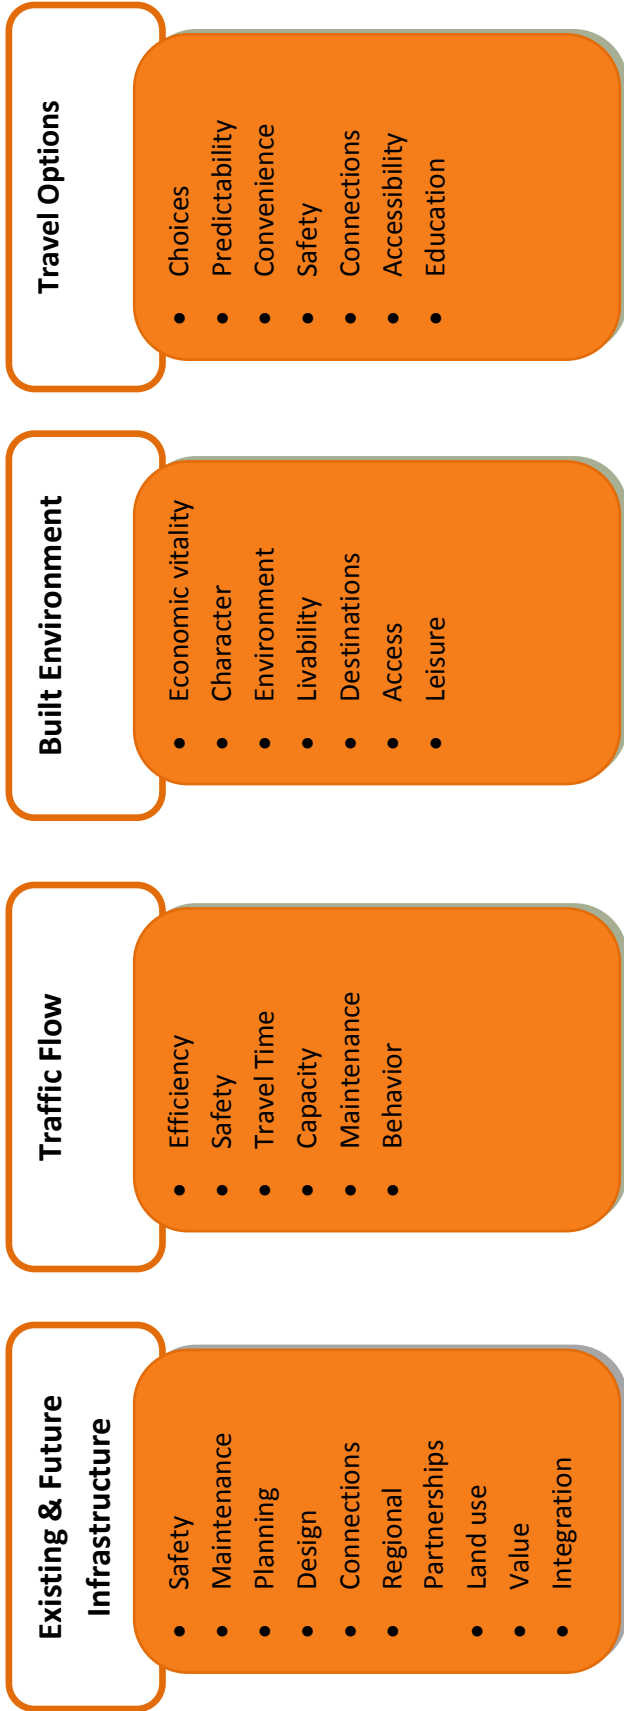 Existing & Future
Infrastructure
• Safety
• Maintenance
• Planning
• Design
• Connections
• Regional
Partnerships
• Land use
• Value
• Integration
Traffic Flow
• Efficiency
• Safety
• Travel Time
• Capacity
• Maintenance
• Behavior
Built Environment
• Economic vitality
• Character
• Environment
• Livability
• Destinations
• Access
• Leisure
Travel Options
• Choices
• Predictability
• Convenience
• Safety
• Connections
• Accessibility
• Education